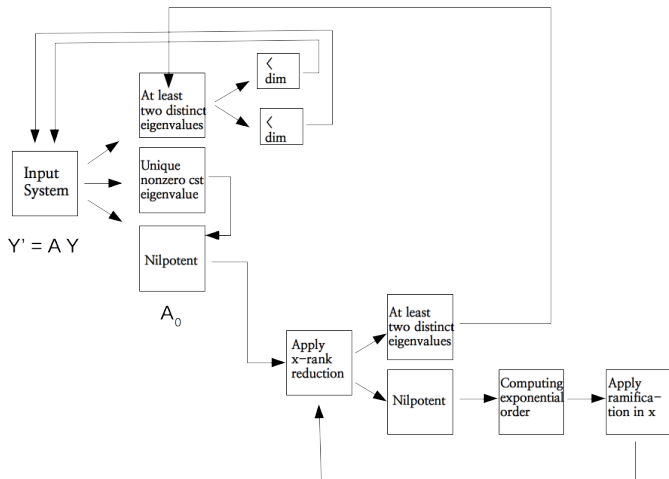 <
dim
At least
two distinct
eigenvalues
<
dim
Input
System
Unique
nonzero cst
eigenvalue
Y' = A Y
Nilpotent
A₀
At least
two distinct
eigenvalues
Apply
x-rank
reduction
Nilpotent
Computing
exponential
order
Apply
ramifica-
tion in x